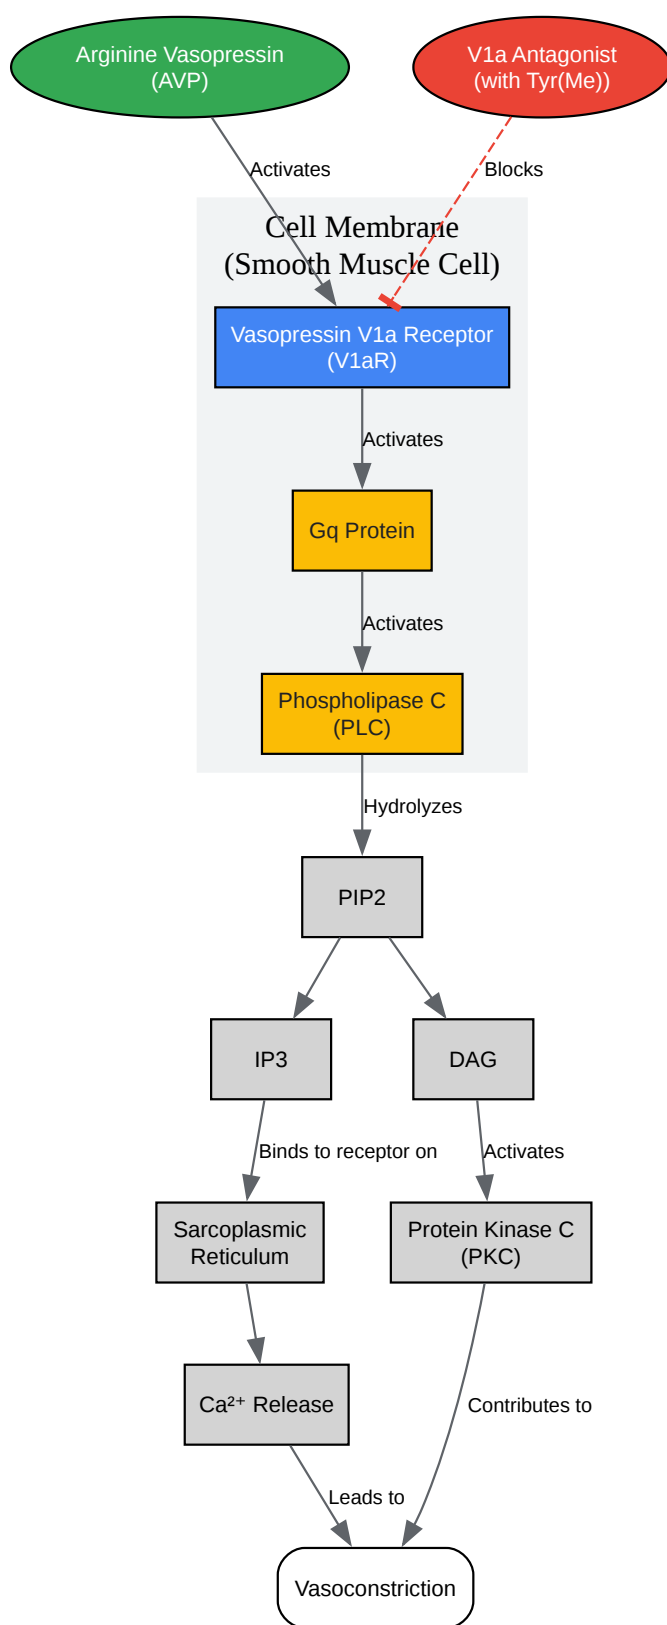 Arginine Vasopressin
(AVP)
V1a Antagonist
(with Tyr(Me))
Activates
Blocks
Cell Membrane
(Smooth Muscle Cell)
Vasopressin V1a Receptor
(V1aR)
Activates
Gq Protein
Activates
Phospholipase C
(PLC)
Hydrolyzes
PIP2
IP3
DAG
Binds to receptor on
Activates
Sarcoplasmic
Reticulum
Protein Kinase C
(PKC)
Ca²⁺ Release
Contributes to
Leads to
Vasoconstriction